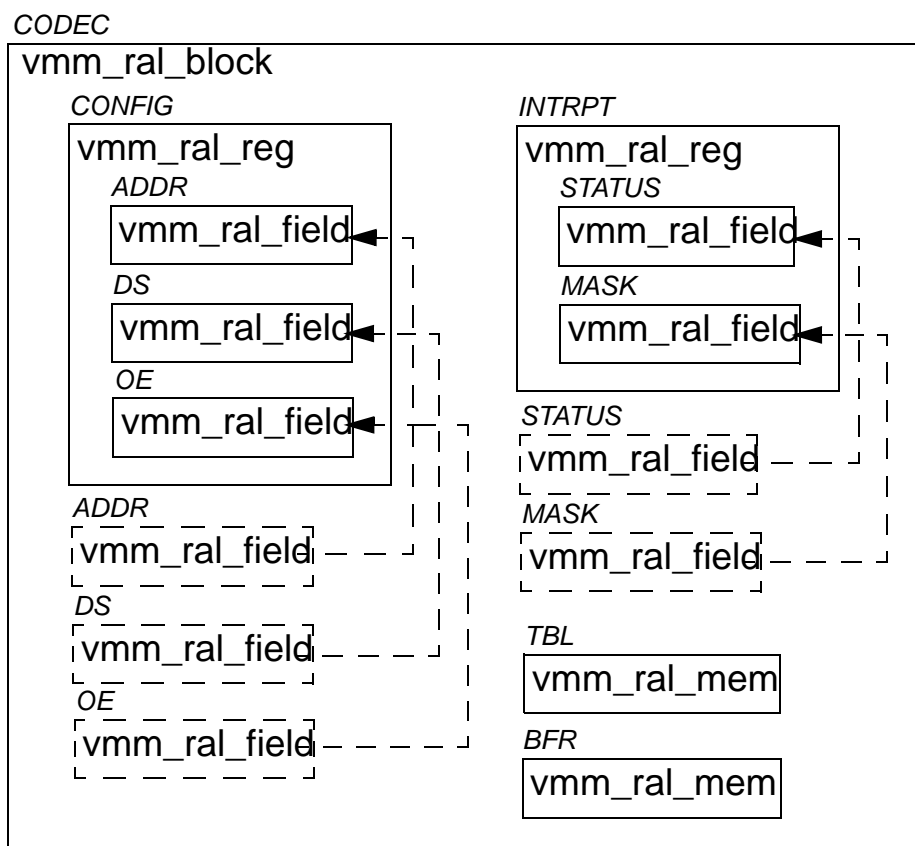 CODEC
vmm_ral_block
CONFIG
vmm_ral_reg
ADDR
vmm_ral_field
DS
vmm_ral_field
OE
vmm_ral_field
ADDR
vmm_ral_field
DS
vmm_ral_field
OE
vmm_ral_field
INTRPT
vmm_ral_reg
STATUS
vmm_ral_field
MASK
vmm_ral_field
STATUS
vmm_ral_field
MASK
vmm_ral_field
TBL
vmm_ral_mem
BFR
vmm_ral_mem